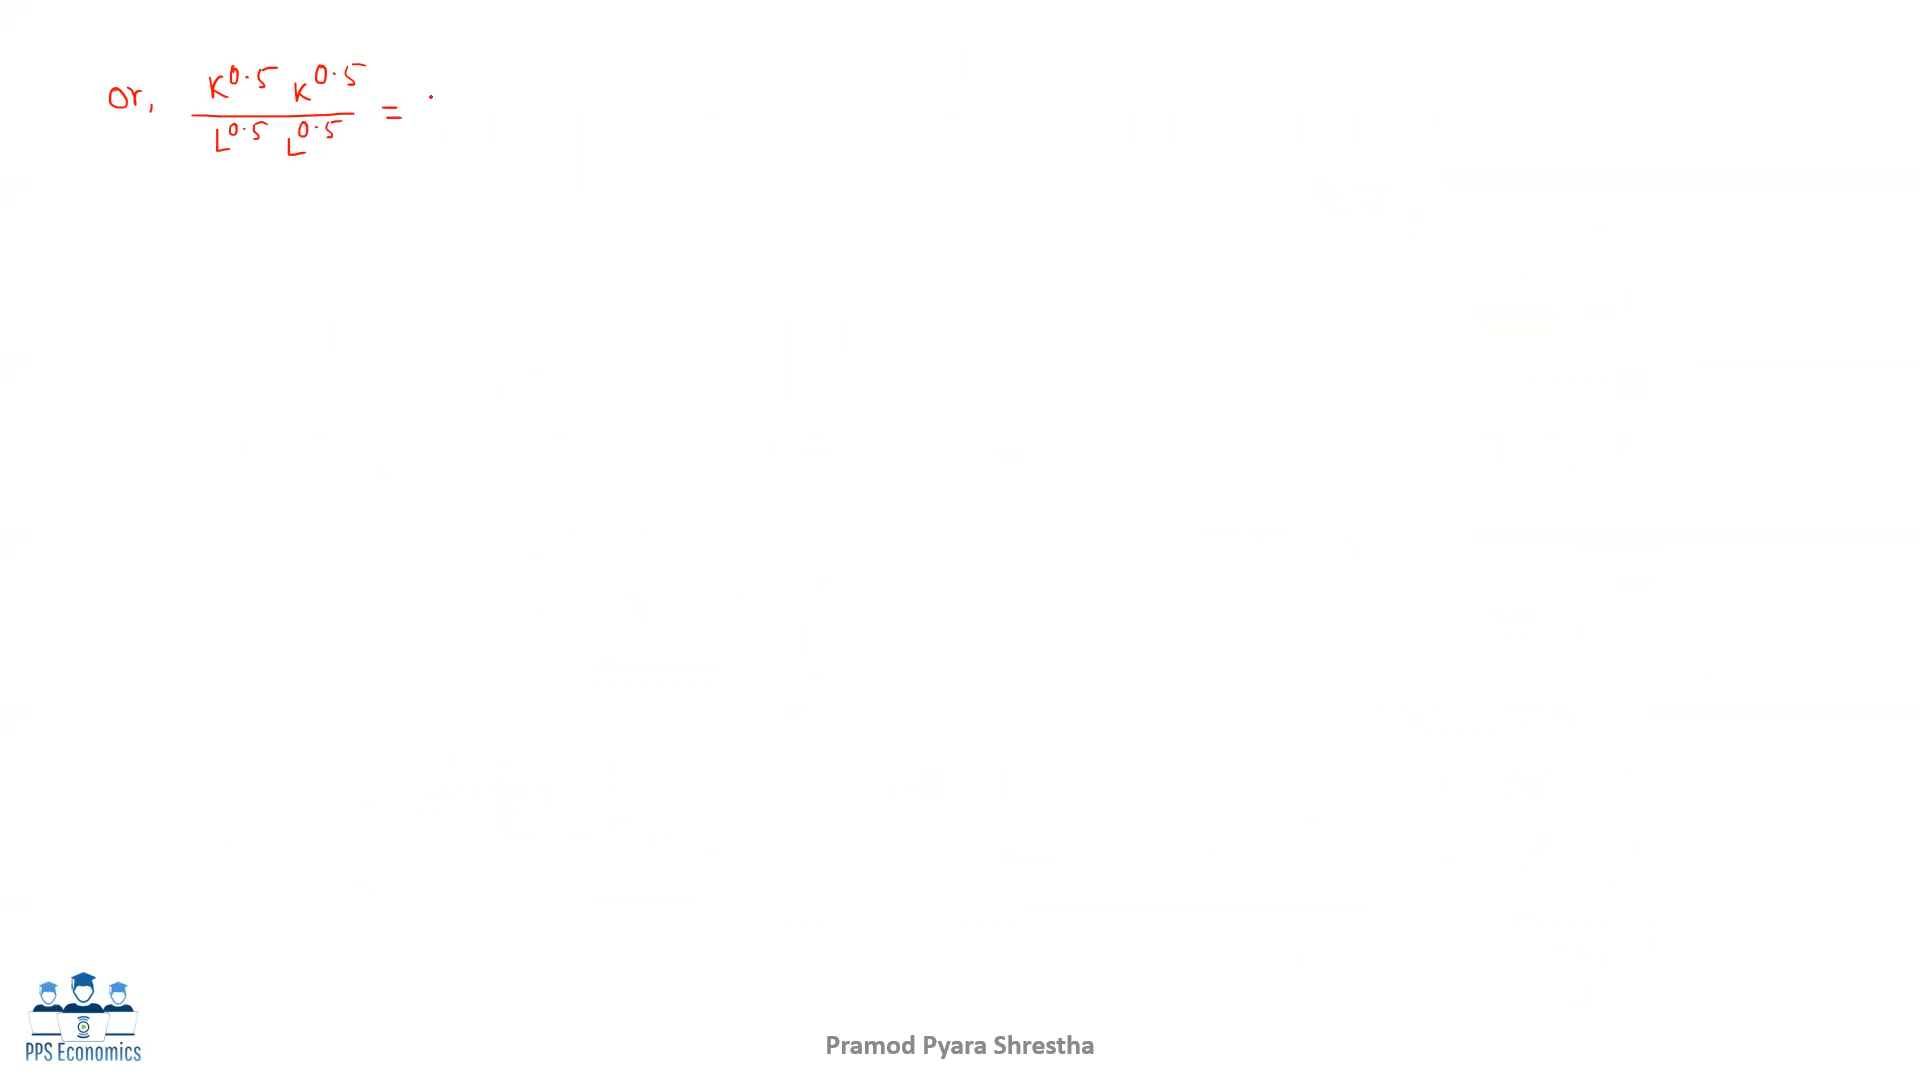 Or, K^0.5 K^0.5 / L^0.5 L^0.5 =
PPS Economics
Pramod Pyara Shrestha